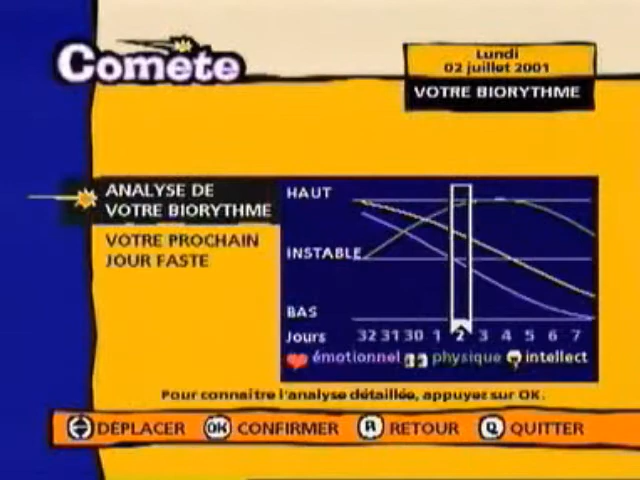 Comète
Lundi
02 juillet 2001
VOTRE BIORYTHME
ANALYSE DE
VOTRE BIORYTHME
VOTRE PROCHAIN
JOUR FASTE
HAUT
INSTABLE
BAS
Jours 32 31 30 1 2 3 4 5 6 7
émotionnel physique intellect
Pour connaître l'analyse détaillée, appuyez sur OK.
DÉPLACER OK CONFIRMER R RETOUR Q QUITTER